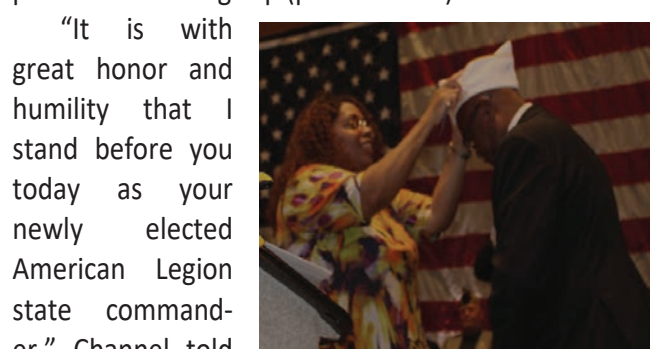 “It is with
great honor and
humility that I
stand before you
today as your
newly elected
American Legion
state command-
er,” Channel told